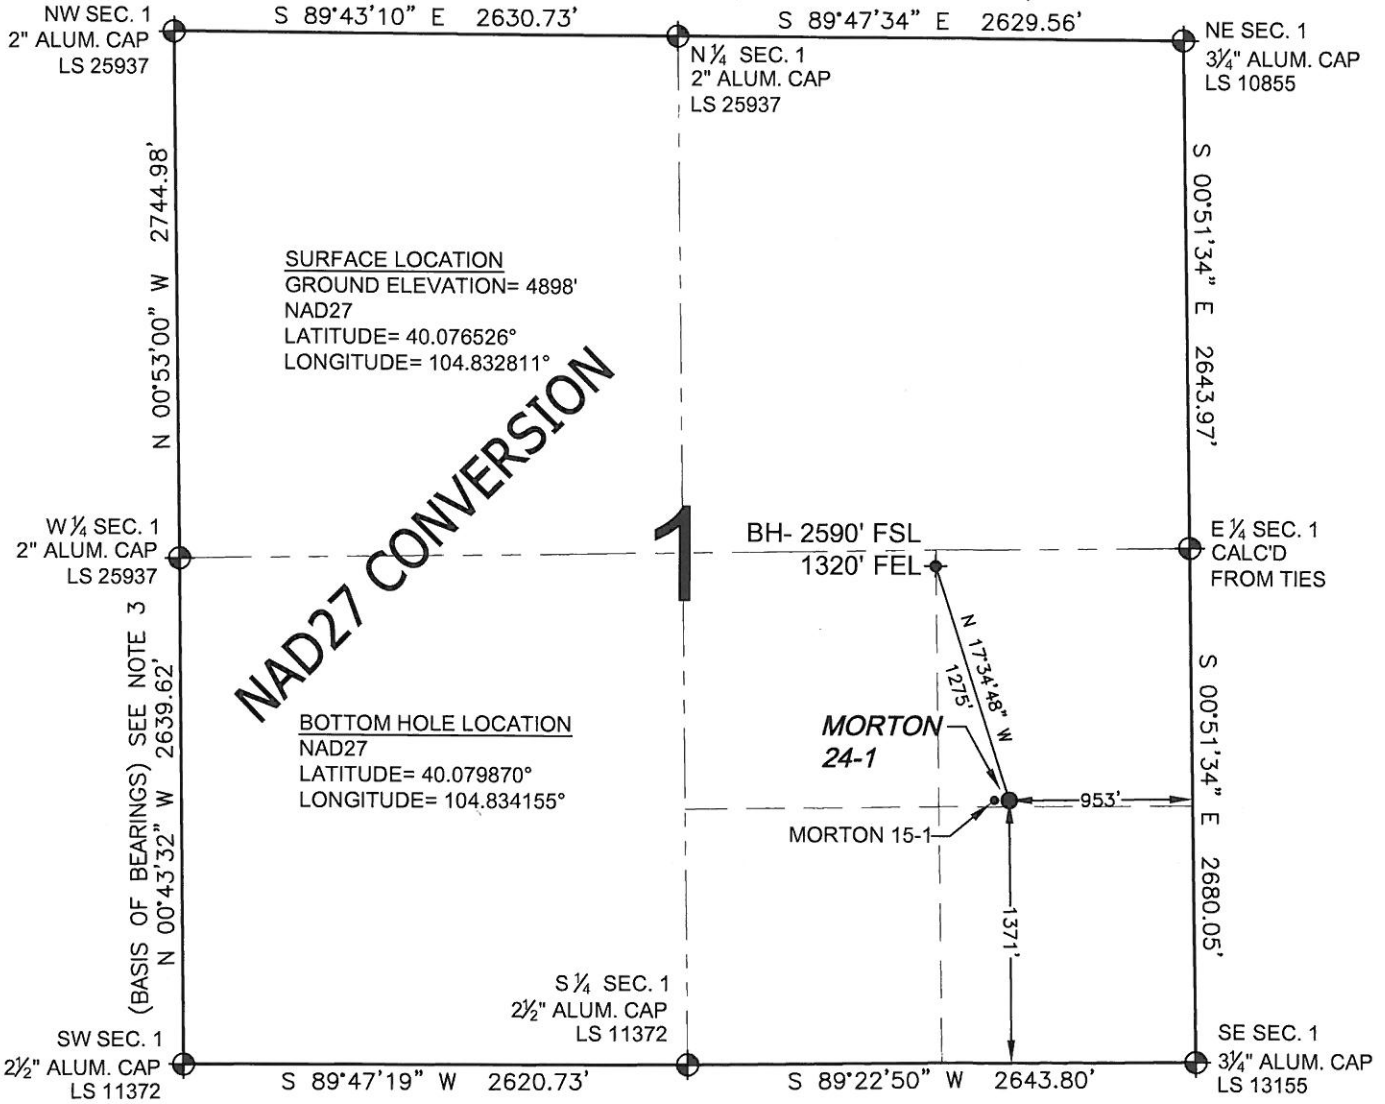 NW SEC. 1
2" ALUM. CAP
LS 25937
S 89°43'10" E 2630.73'
S 89°47'34" E 2629.56'
N ¼ SEC. 1
2" ALUM. CAP
LS 25937
NE SEC. 1
3¼" ALUM. CAP
LS 10855
N 00°53'00" W 2744.98'
S 00°51'34" E 2643.97'
SURFACE LOCATION
GROUND ELEVATION= 4898'
NAD27
LATITUDE= 40.076526°
LONGITUDE= 104.832811°
NAD27 CONVERSION
1
W ¼ SEC. 1
2" ALUM. CAP
LS 25937
BH- 2590' FSL
1320' FEL
E ¼ SEC. 1
CALC'D
FROM TIES
(BASIS OF BEARINGS) SEE NOTE 3
N 00°43'32" W 2639.62'
N 17°34'48" W
1275'
S 00°51'34" E 2680.05'
BOTTOM HOLE LOCATION
NAD27
LATITUDE= 40.079870°
LONGITUDE= 104.834155°
MORTON
24-1
953'
MORTON 15-1
1371'
S ¼ SEC. 1
2½" ALUM. CAP
LS 11372
SW SEC. 1
2½" ALUM. CAP
LS 11372
S 89°47'19" W 2620.73'
S 89°22'50" W 2643.80'
SE SEC. 1
3¼" ALUM. CAP
LS 13155